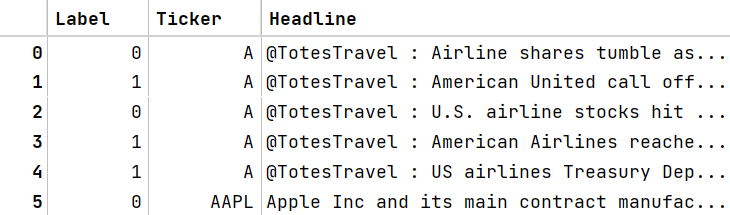 Label Ticker Headline
0 0 A @TotesTravel : Airline shares tumble as...
1 1 A @TotesTravel : American United call off...
2 0 A @TotesTravel : U.S. airline stocks hit ...
3 1 A @TotesTravel : American Airlines reache...
4 1 A @TotesTravel : US airlines Treasury Dep...
5 0 AAPL Apple Inc and its main contract manufac...